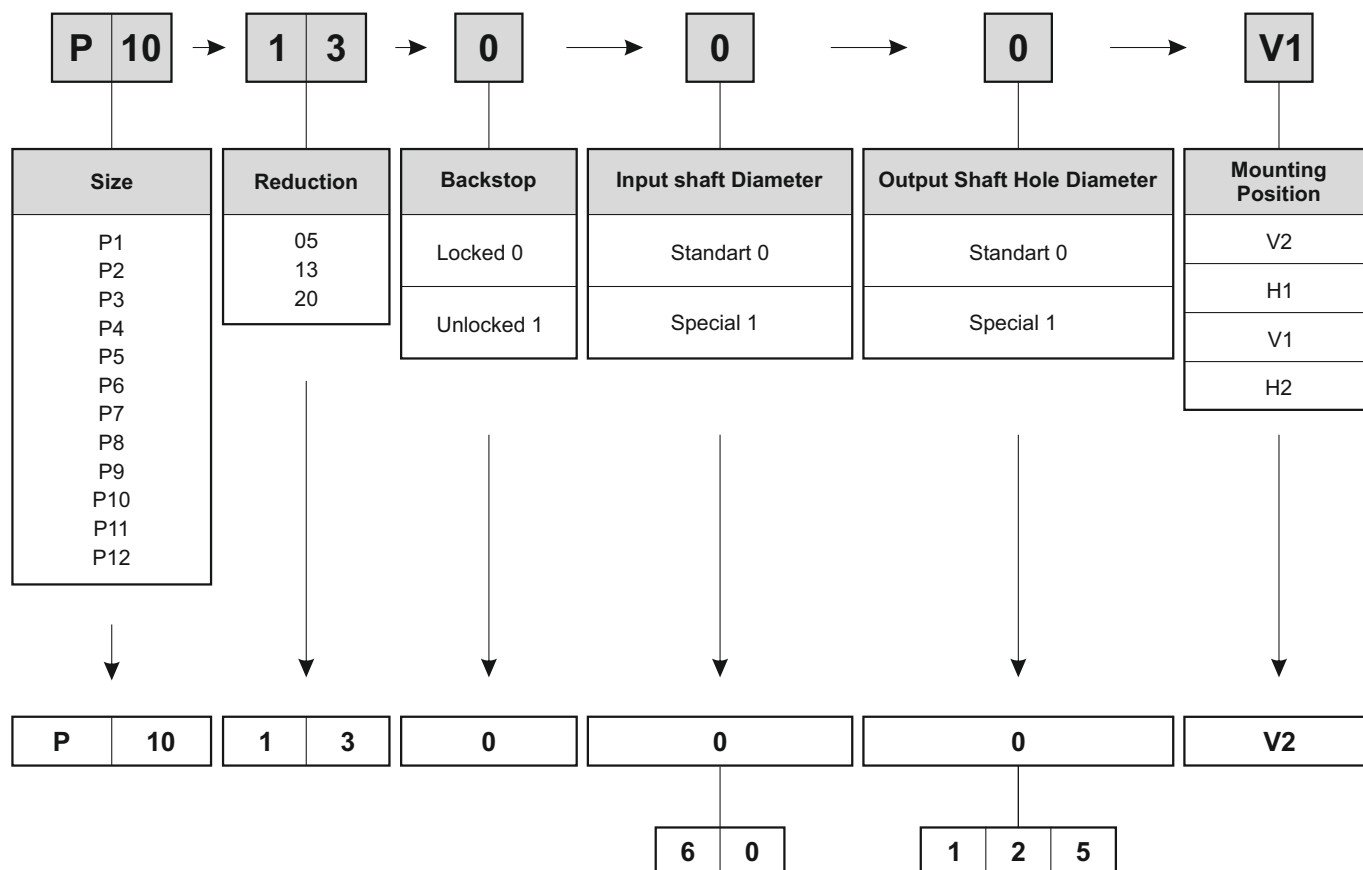 P 10 1 3 0 0 0 V1
Size
P1
P2
P3
P4
P5
P6
P7
P8
P9
P10
P11
P12
Reduction
05
13
20
Backstop
Locked 0
Unlocked 1
Input shaft Diameter
Standart 0
Special 1
Output Shaft Hole Diameter
Standart 0
Special 1
Mounting
Position
V2
H1
V1
H2
P 10 1 3 0 0 0 V2
6 0 1 2 5